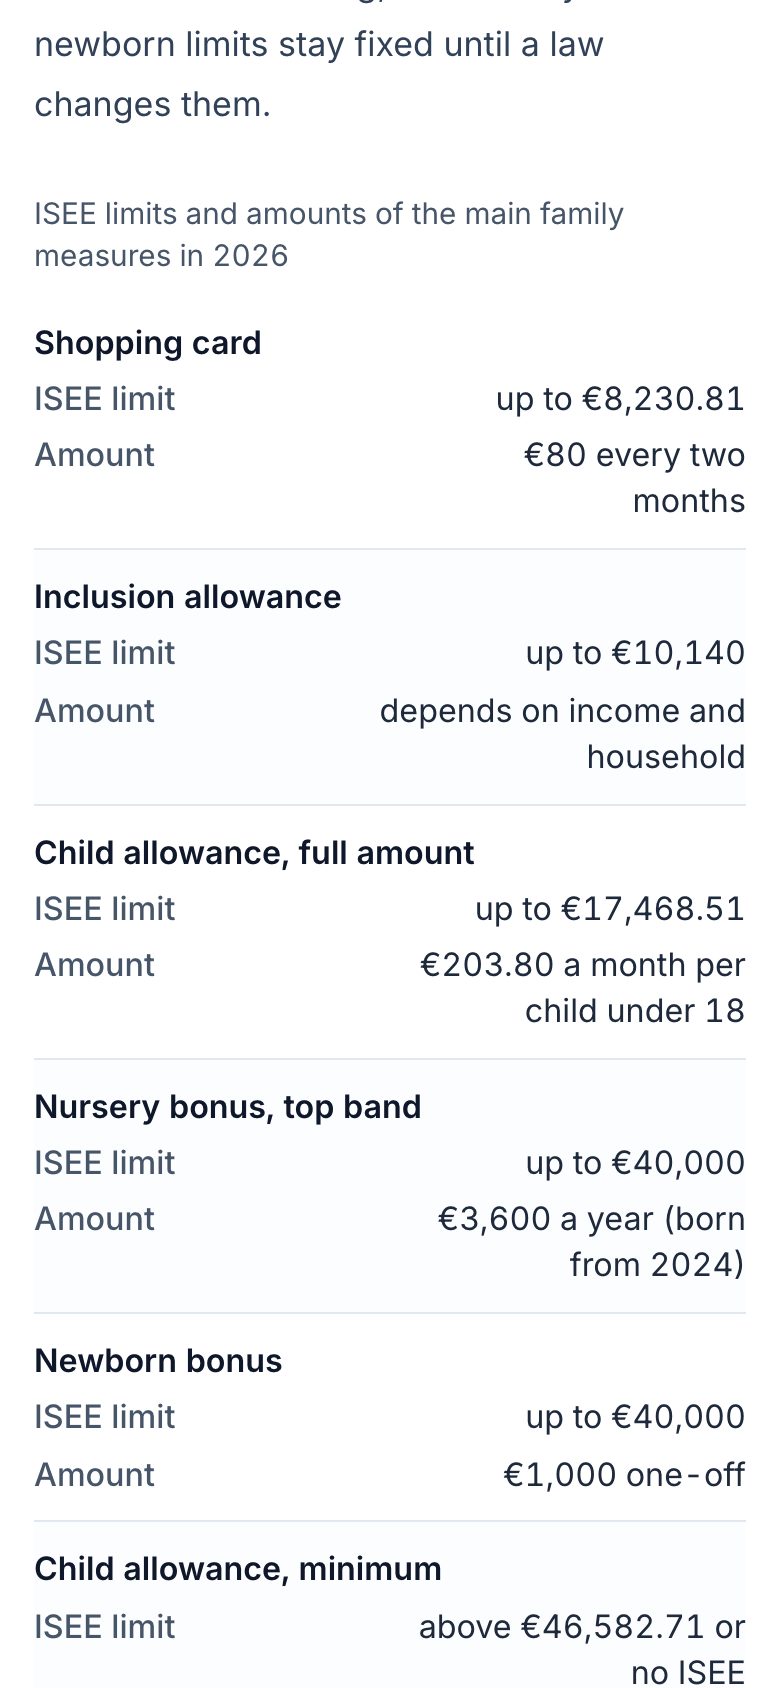 newborn limits stay fixed until a law
changes them.
ISEE limits and amounts of the main family
measures in 2026
Shopping card
ISEE limit up to €8,230.81
Amount €80 every two
months
Inclusion allowance
ISEE limit up to €10,140
Amount depends on income and
household
Child allowance, full amount
ISEE limit up to €17,468.51
Amount €203.80 a month per
child under 18
Nursery bonus, top band
ISEE limit up to €40,000
Amount €3,600 a year (born
from 2024)
Newborn bonus
ISEE limit up to €40,000
Amount €1,000 one-off
Child allowance, minimum
ISEE limit above €46,582.71 or
no ISEE